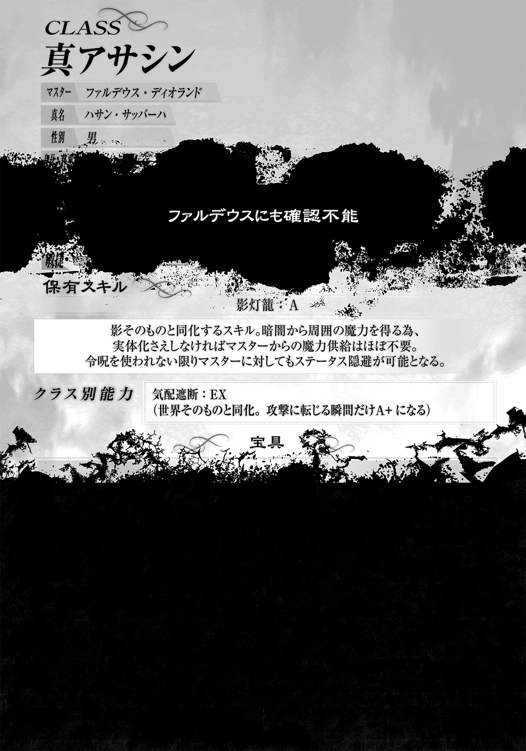 CLASS
真アサシン
マスター ファルデウス・ディオランド
真名 ハサン・サッバーハ
性別 男
ファルデウスにも確認不能
保有スキル
影灯籠：A
影そのものと同化するスキル。暗闇から周囲の魔力を得る為、
実体化さえしなければマスターからの魔力供給はほぼ不要。
令呪を使われない限りマスターに対してもステータス隠避が可能となる。
クラス別能力
気配遮断：EX
（世界そのものと同化。攻撃に転じる瞬間だけA+になる）
宝具